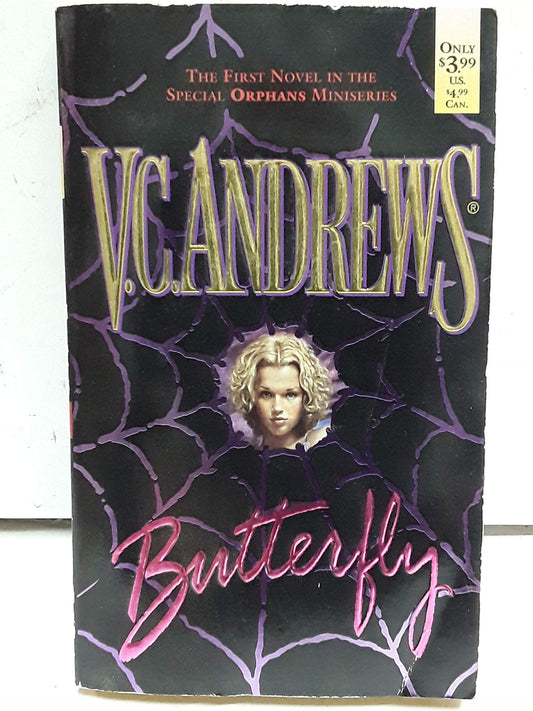 ONLY
$3.99
U.S.
$4.99
CAN.
THE FIRST NOVEL IN THE
SPECIAL ORPHANS MINISERIES
V.C. ANDREWS®
Butterfly